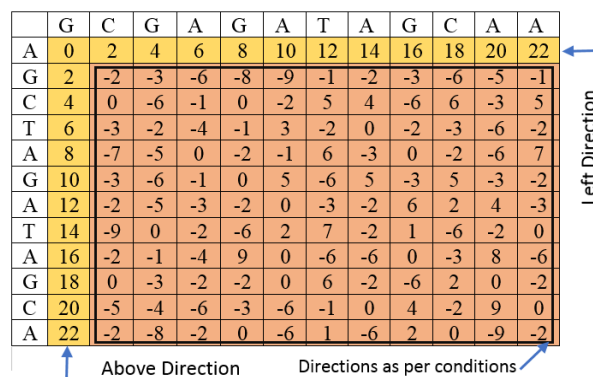 G C G A G A T A G C A A
A 0 2 4 6 8 10 12 14 16 18 20 22
G 2 -2 -3 -6 -8 -9 -1 -2 -3 -6 -5 -1
C 4 0 -6 -1 0 -2 5 4 -6 6 -3 5
T 6 -3 -2 -4 -1 3 -2 0 -2 -3 -6 -2
A 8 -7 -5 0 -2 -1 6 -3 0 -2 -6 7
G 10 -3 -6 -1 0 5 -6 5 -3 5 -3 -2
A 12 -2 -5 -3 -2 0 -3 -2 6 2 4 -3
T 14 -9 0 -2 -6 2 7 -2 1 -6 -2 0
A 16 -2 -1 -4 9 0 -6 -6 0 -3 8 -6
G 18 0 -3 -2 -2 0 6 -2 -6 2 0 -2
C 20 -5 -4 -6 -3 -6 -1 0 4 -2 9 0
A 22 -2 -8 -2 0 -6 1 -6 2 0 -9 -2
Left Direction
Above Direction
Directions as per conditions